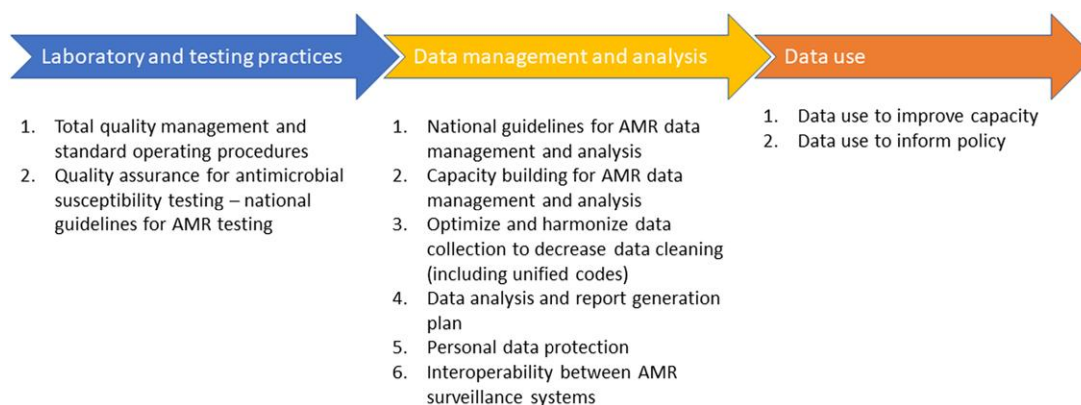 Laboratory and testing practices
1. Total quality management and
standard operating procedures
2. Quality assurance for antimicrobial
susceptibility testing – national
guidelines for AMR testing
Data management and analysis
1. National guidelines for AMR data
management and analysis
2. Capacity building for AMR data
management and analysis
3. Optimize and harmonize data
collection to decrease data cleaning
(including unified codes)
4. Data analysis and report generation
plan
5. Personal data protection
6. Interoperability between AMR
surveillance systems
Data use
1. Data use to improve capacity
2. Data use to inform policy